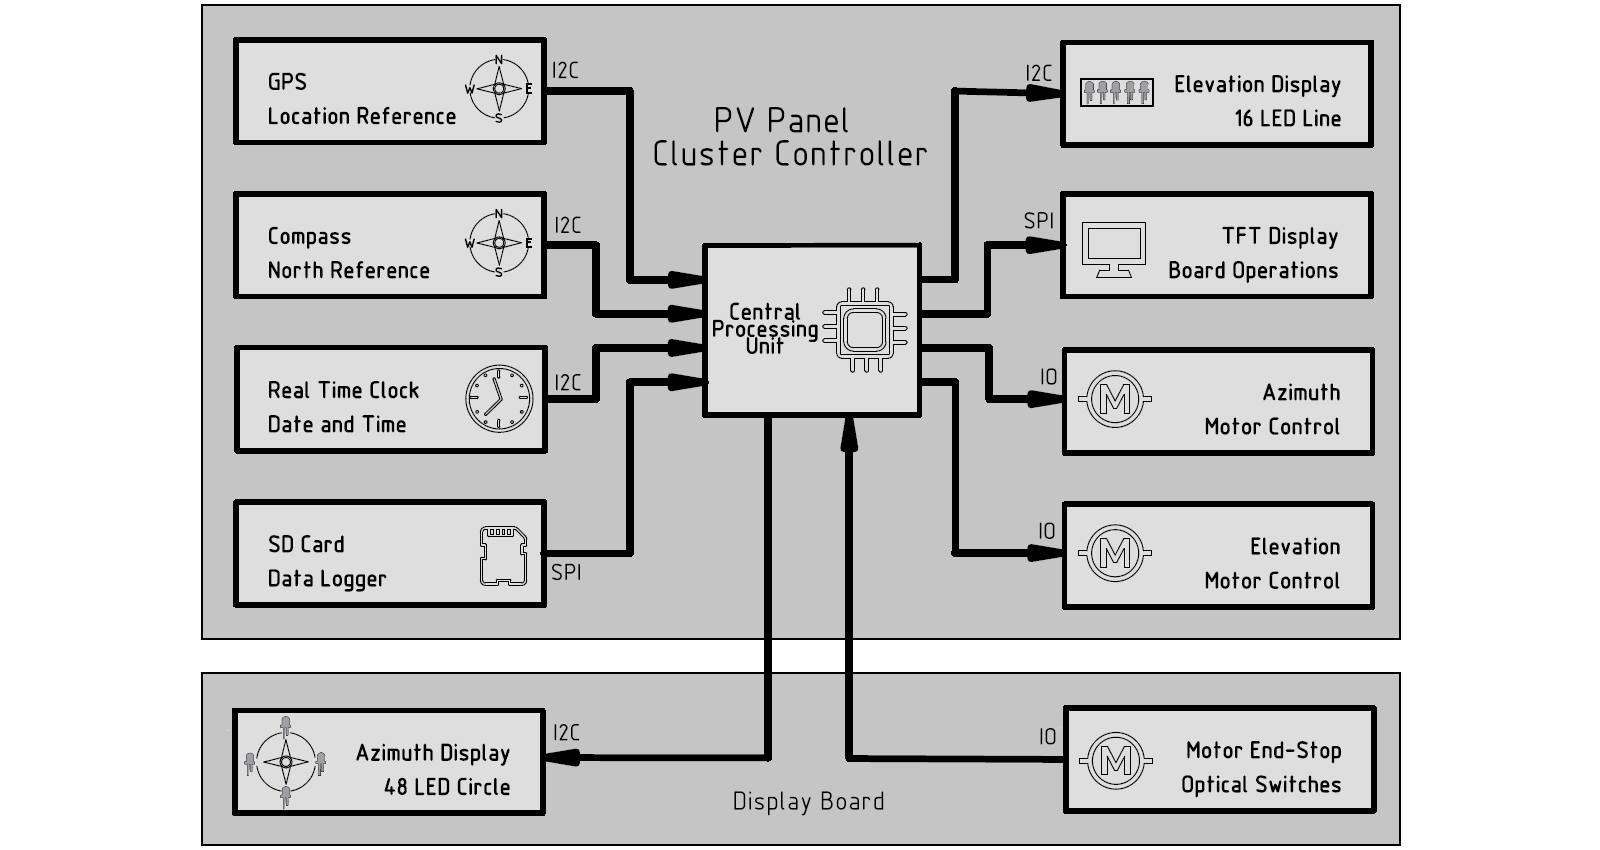 PV Panel
Cluster Controller
GPS
Location Reference
N
W
E
S
I2C
Compass
North Reference
N
W
E
S
I2C
Real Time Clock
Date and Time
I2C
SD Card
Data Logger
SPI
Central
Processing
Unit
I2C
Elevation Display
16 LED Line
SPI
TFT Display
Board Operations
IO
M
Azimuth
Motor Control
IO
M
Elevation
Motor Control
Azimuth Display
48 LED Circle
I2C
Display Board
IO
M
Motor End-Stop
Optical Switches